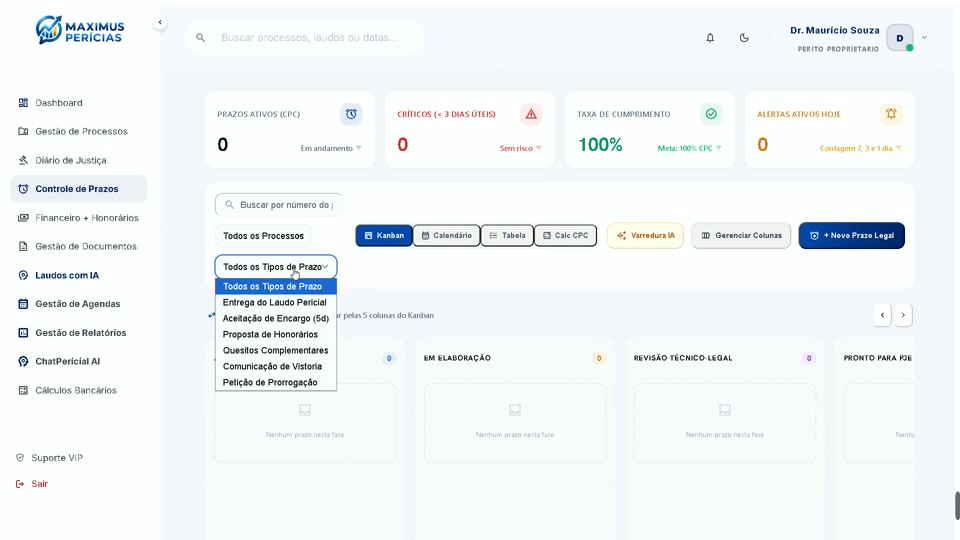 MAXIMUS
PERÍCIAS
Buscar processos, laudos ou datas...
Dr. Maurício Souza
PERITO PROPRIETARIO
D
Dashboard
Gestão de Processos
Diário de Justiça
Controle de Prazos
Financeiro + Honorários
Gestão de Documentos
Laudos com IA
Gestão de Agendas
Gestão de Relatórios
ChatPericial AI
Cálculos Bancários
Suporte VIP
Sair
PRAZOS ATIVOS (CPC)
0
Em andamento
CRÍTICOS (< 3 DIAS ÚTEIS)
0
Sem risco
TAXA DE CUMPRIMENTO
100%
Meta: 100% CPC
ALERTAS ATIVOS HOJE
0
Contagem 7, 3 e 1 dia
Buscar por número do
Todos os Processos
Kanban
Calendário
Tabela
Calc CPC
Varredura IA
Gerenciar Colunas
+ Novo Prazo Legal
Todos os Tipos de Prazo
Todos os Tipos de Prazo
Entrega do Laudo Pericial
Aceitação de Encargo (5d)
Proposta de Honorários
Quesitos Complementares
Comunicação de Vistoria
Petição de Prorrogação
pelas 5 colunas do Kanban
0
EM ELABORAÇÃO
0
REVISÃO TÉCNICO-LEGAL
0
PRONTO PARA PJE
Nenhum prazo nesta fase
Nenhum prazo nesta fase
Nenhum prazo nesta fase